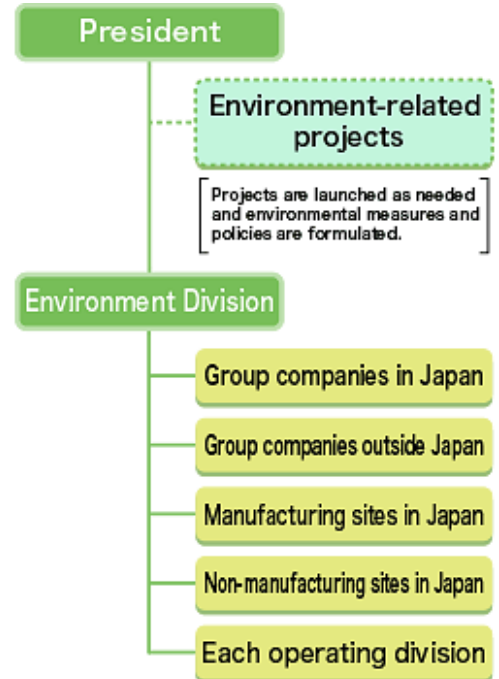 President
Environment-related
projects
Projects are launched as needed
and environmental measures and
policies are formulated.
Environment Division
Group companies in Japan
Group companies outside Japan
Manufacturing sites in Japan
Non-manufacturing sites in Japan
Each operating division